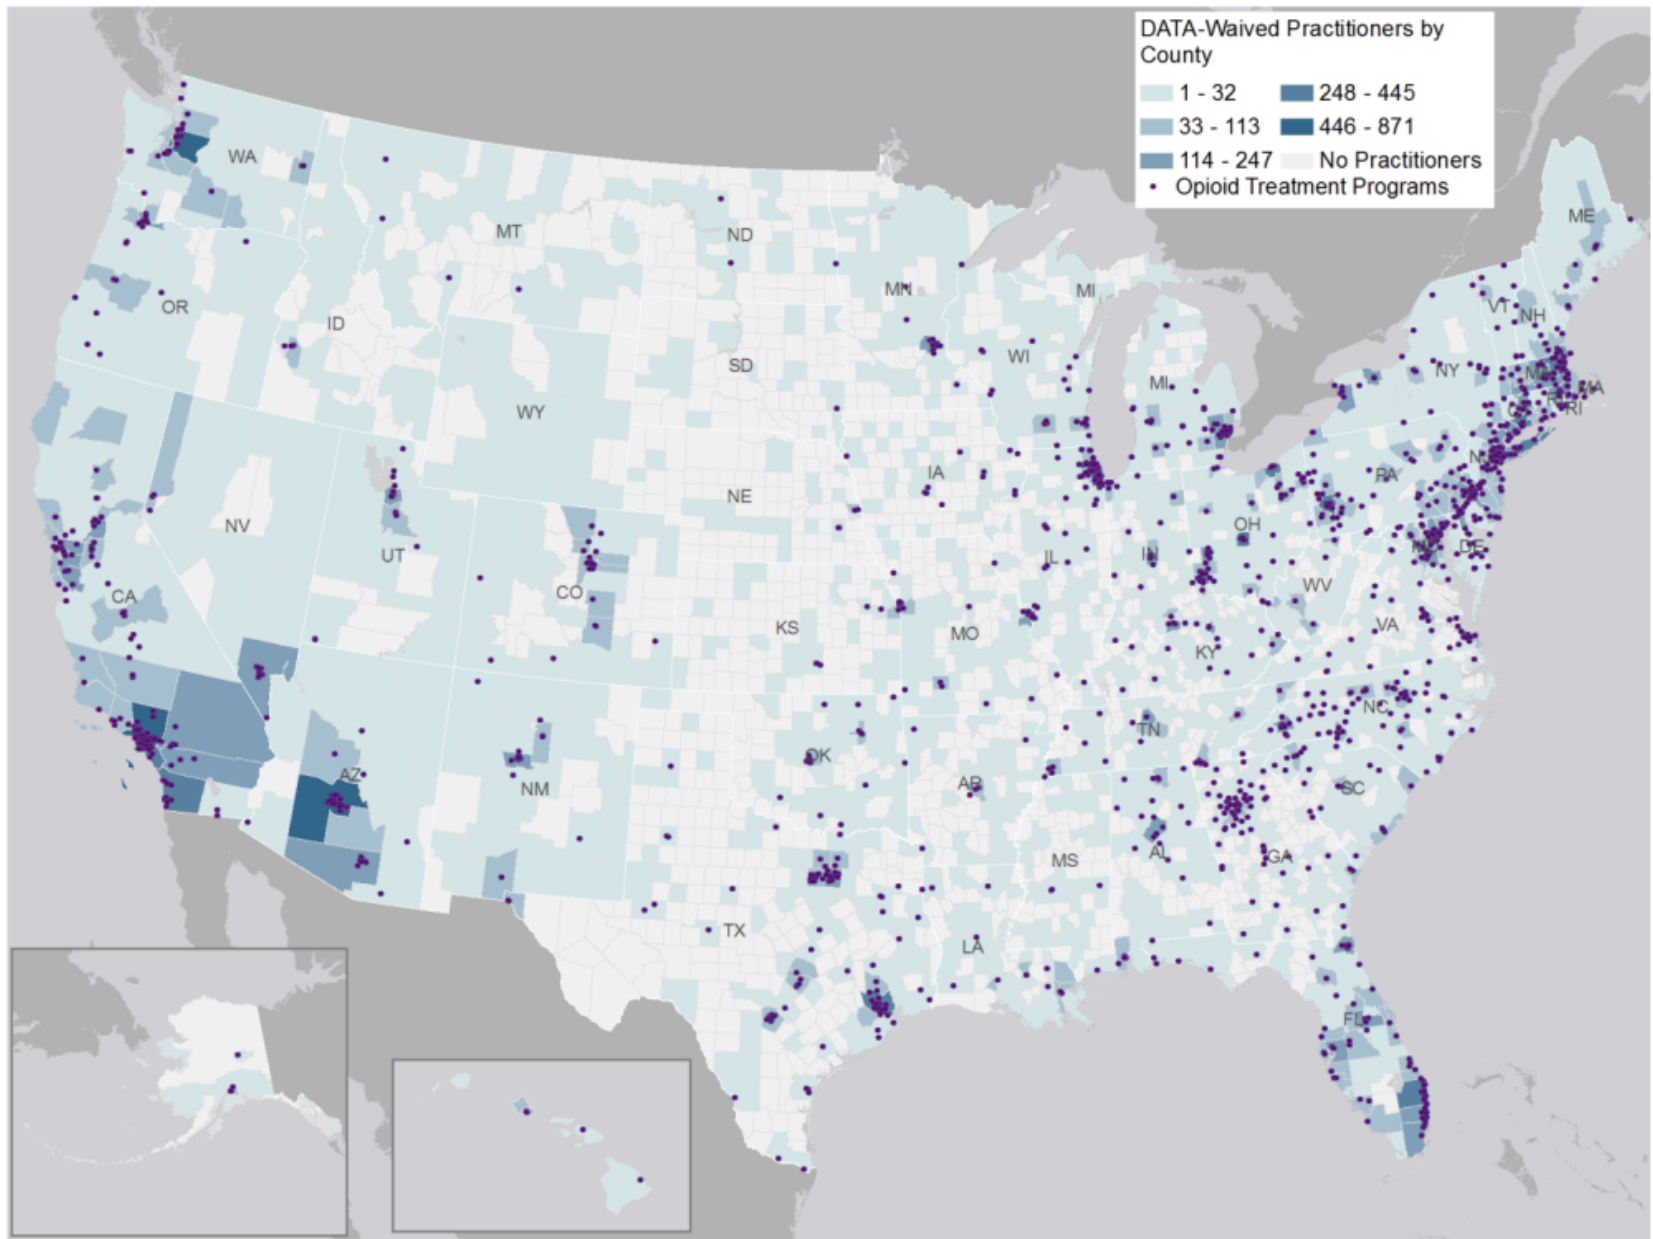 DATA-Waived Practitioners by
County
1 - 32
248 - 445
33 - 113
446 - 871
114 - 247
No Practitioners
Opioid Treatment Programs
WA
ME
MT
ND
MN
MI
OR
VT
NH
ID
WI
SD
MI
NY
MA
WY
RI
IA
PA
NE
NV
OH
UT
IL
IN
DE
CO
WV
CA
KS
MO
VA
KY
NC
TN
OK
AZ
NM
AR
SC
MS
AL
GA
TX
LA
FL